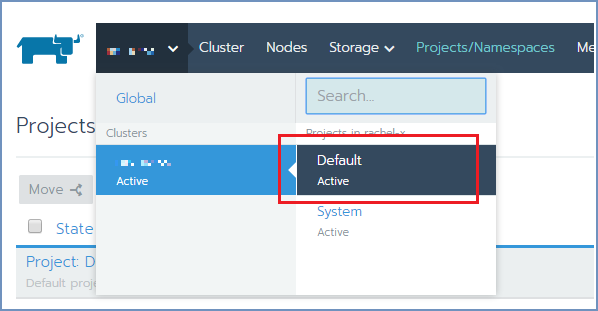 Cluster Nodes Storage Projects/Namespaces Me
Global
Search...
Projects
Clusters
Projects in rachel-x
Default
Active
Active
Move
System
Active
State
Project: D
Default proje